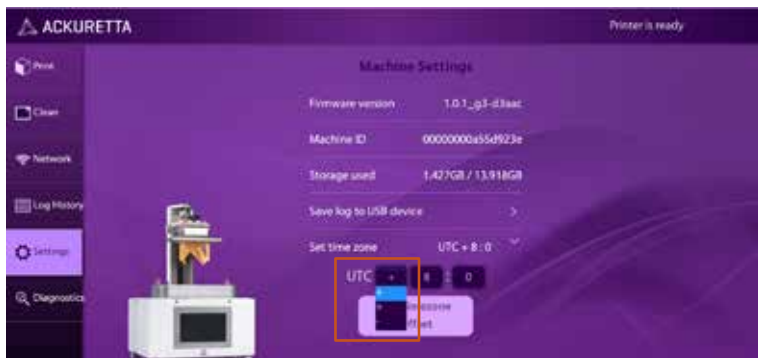 ACKURETTA
Printer is ready
Print
Clean
Network
Log History
Settings
Diagnostics
Machine Settings
Firmware version 1.0.1_g3-d3aac
Machine ID 00000000a55d923e
Storage used 1.427GB / 13.918GB
Save log to USB device >
Set time zone UTC + 8 : 0
UTC + 8 : 0
+
-